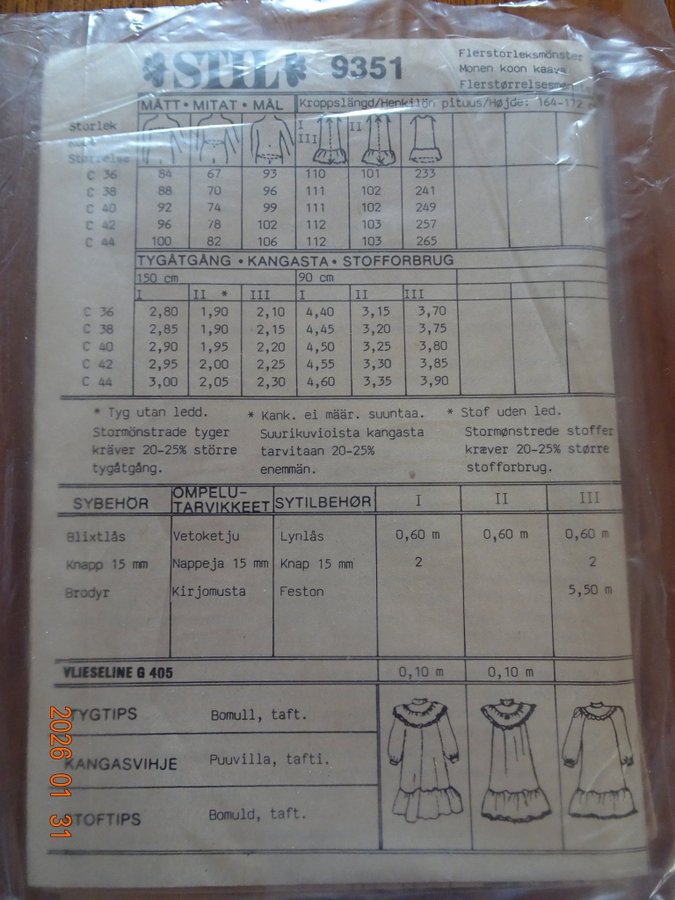 STIL 9351
Flerstorleksmönster
Monen koon kaava
MÅTT • MITAT • MÅL
Kroppslängd/Henkilön pituus/Højde: 164-172
Storlek
Størrelse
I
III
II
C 36 84 67 93 110 101 233
C 38 88 70 96 111 102 241
C 40 92 74 99 111 102 249
C 42 96 78 102 112 103 257
C 44 100 82 106 112 103 265
TYGÅTGÅNG • KANGASTA • STOFFORBRUG
150 cm 90 cm
I II * III I II III
C 36 2,80 1,90 2,10 4,40 3,15 3,70
C 38 2,85 1,90 2,15 4,45 3,20 3,75
C 40 2,90 1,95 2,20 4,50 3,25 3,80
C 42 2,95 2,00 2,25 4,55 3,30 3,85
C 44 3,00 2,05 2,30 4,60 3,35 3,90
* Tyg utan ledd.
Stormönstrade tyger
kräver 20-25% större
tygåtgång.
* Kank. ei määr. suuntaa.
Suurikuvioista kangasta
tarvitaan 20-25%
enemmän.
* Stof uden led.
Stormønstrede stoffer
kræver 20-25% større
stofforbrug.
SYBEHÖR OMPELU-TARVIKKEET SYTILBEHØR I II III
Blixtlås Vetoketju Lynlås 0,60 m 0,60 m 0,60 m
Knapp 15 mm Nappeja 15 mm Knap 15 mm 2 2
Brodyr Kirjomusta Feston 5,50 m
VLIESELINE G 405 0,10 m 0,10 m
TYGTIPS Bomull, taft.
KANGASVIHJE Puuvilla, tafti.
STOFTIPS Bomuld, taft.
I II III
2026 01 31